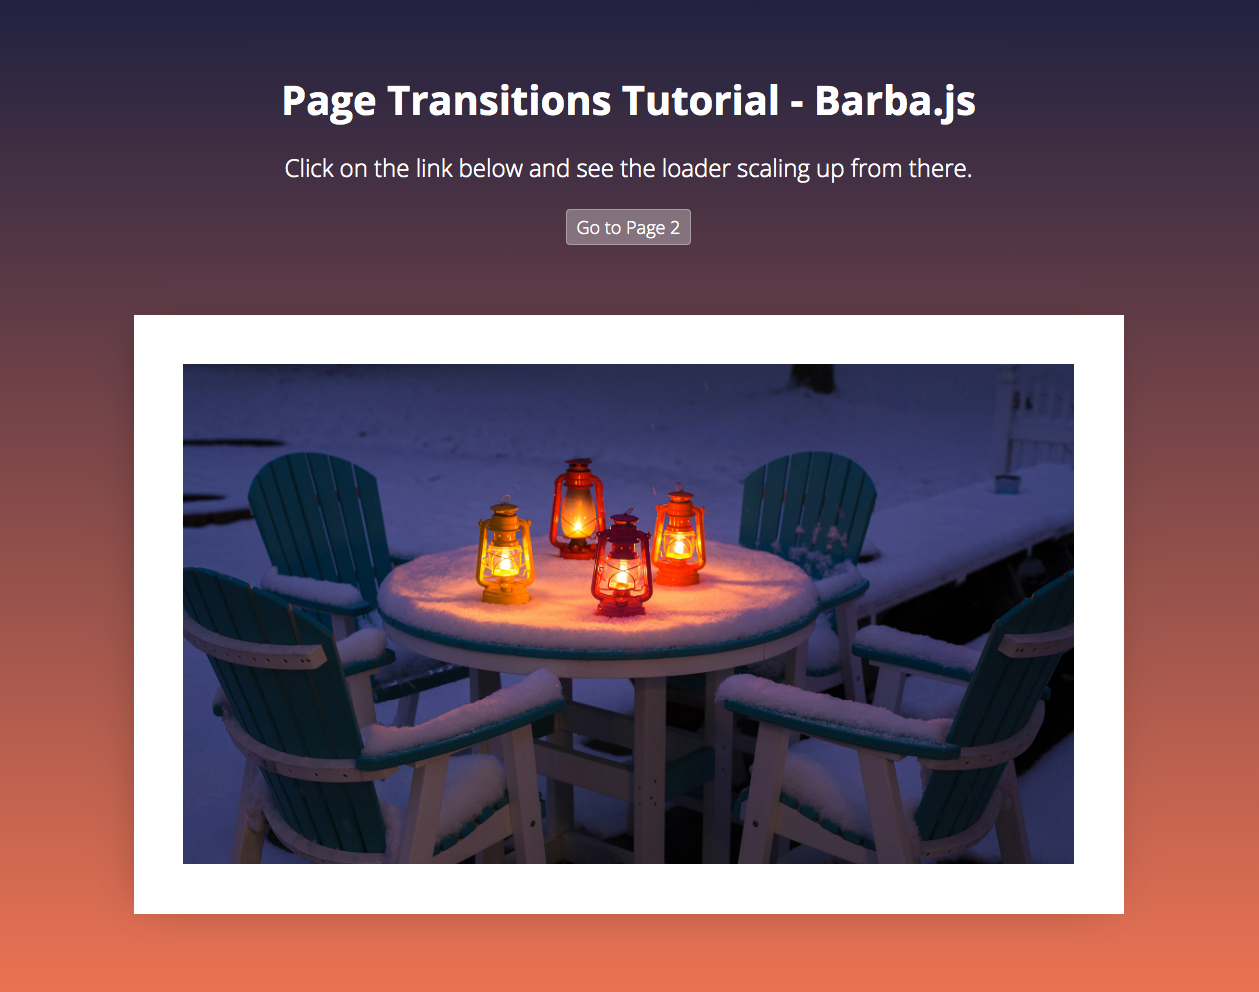 Page Transitions Tutorial - Barba.js
Click on the link below and see the loader scaling up from there.
Go to Page 2